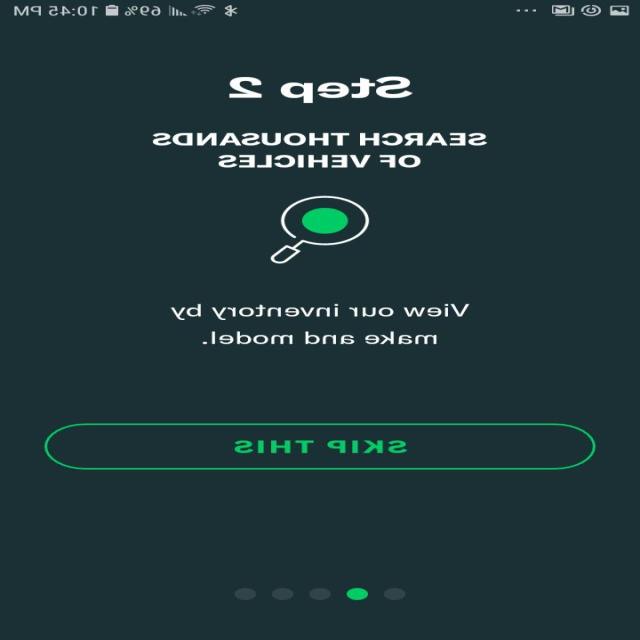 69% 10:45 PM
Step 2
SEARCH THOUSANDS
OF VEHICLES
View our inventory by
make and model.
SKIP THIS